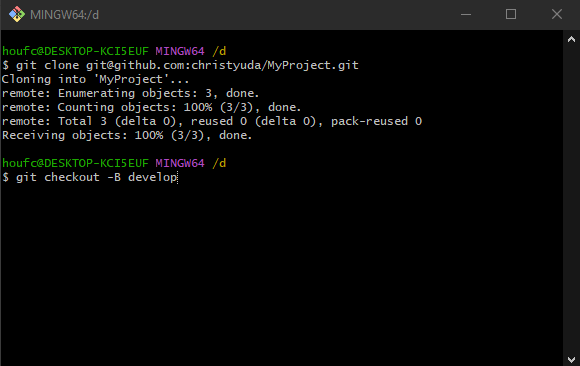 MINGW64:/d
houfc@DESKTOP-KCI5EUF MINGW64 /d
$ git clone git@github.com:christyuda/MyProject.git
Cloning into 'MyProject'...
remote: Enumerating objects: 3, done.
remote: Counting objects: 100% (3/3), done.
remote: Total 3 (delta 0), reused 0 (delta 0), pack-reused 0
Receiving objects: 100% (3/3), done.
houfc@DESKTOP-KCI5EUF MINGW64 /d
$ git checkout -B develop